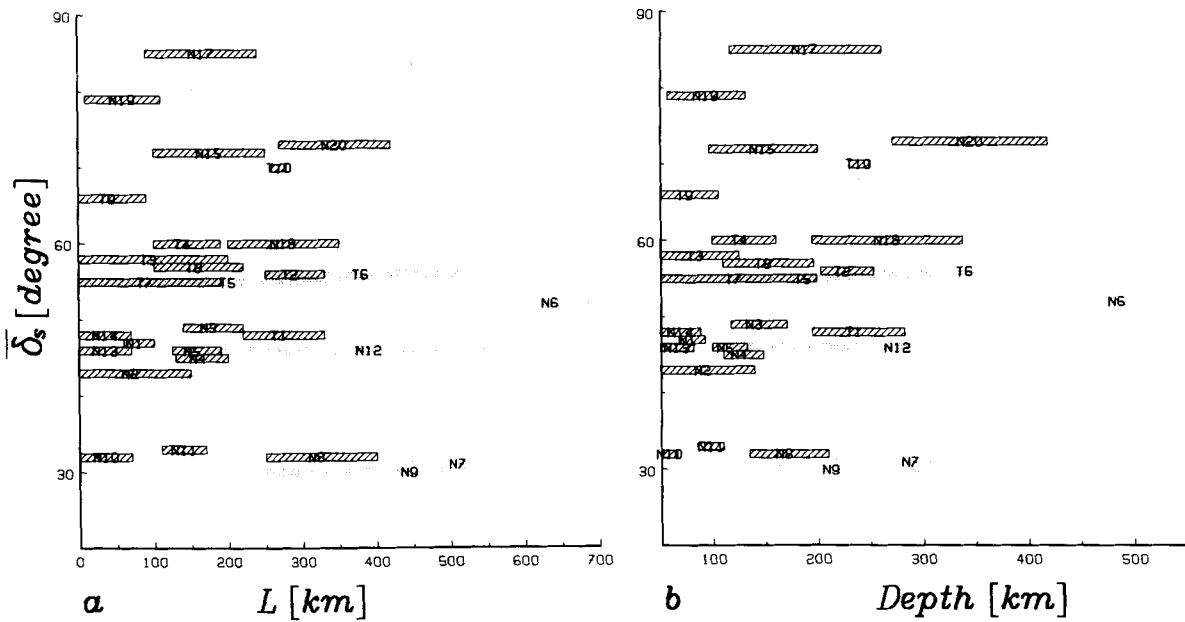 90
N17
N19
N20
N15
T10
T9
60
T4
N18
T3
T8
T2
T6
T7
T5
N6
N3
N14
T1
N1
N13
N5
N12
N4
N2
N11
N10
N8
N7
30
N9
δ̄s [degree]
0 100 200 300 400 500 600 700
a
L [km]
90
N17
N19
N20
N15
T10
T9
60
T4
N18
T3
T8
T2
T6
T7
T5
N6
N3
N14
T1
N1
N13
N5
N12
N4
N2
N11
N10
N8
N7
30
N9
100 200 300 400 500
b
Depth [km]